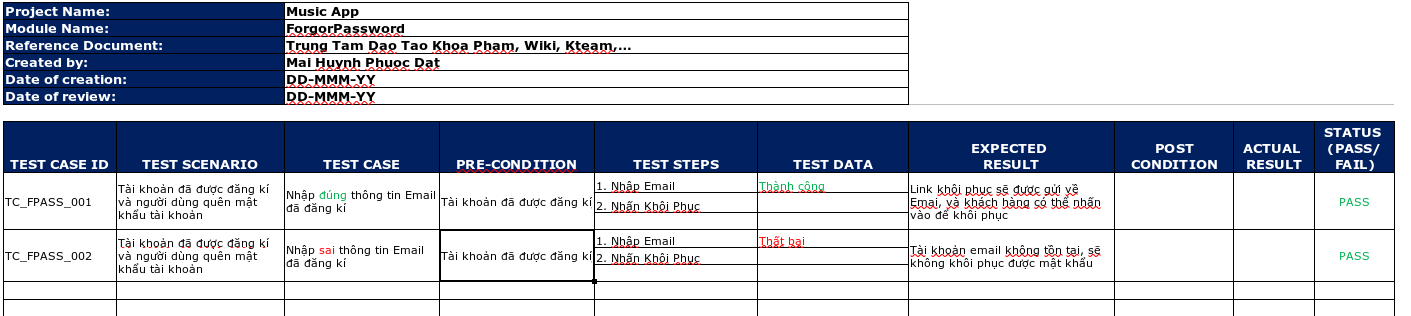 Project Name: Music App
Module Name: ForgorPassword
Reference Document: Trung Tam Dao Tao Khoa Pham, Wiki, Kteam,...
Created by: Mai Huynh Phuoc Dat
Date of creation: DD-MMM-YY
Date of review: DD-MMM-YY
TEST CASE ID
TEST SCENARIO
TEST CASE
PRE-CONDITION
TEST STEPS
TEST DATA
EXPECTED
RESULT
POST
CONDITION
ACTUAL
RESULT
STATUS
(PASS/
FAIL)
TC_FPASS_001
Tài khoản đã được đăng kí
và người dùng quên mật
khẩu tài khoản
Nhập đúng thông tin Email
đã đăng kí
Tài khoản đã được đăng kí
1. Nhập Email
2. Nhấn Khôi Phục
Thành công
Link khôi phục sẽ được gửi về
Emai, và khách hàng có thể nhấn
vào để khôi phục
PASS
TC_FPASS_002
Tài khoản đã được đăng kí
và người dùng quên mật
khẩu tài khoản
Nhập sai thông tin Email
đã đăng kí
Tài khoản đã được đăng kí
1. Nhập Email
2. Nhấn Khôi Phục
Thất bại
Tài khoản email không tồn tại, sẽ
không khôi phục được mật khẩu
PASS